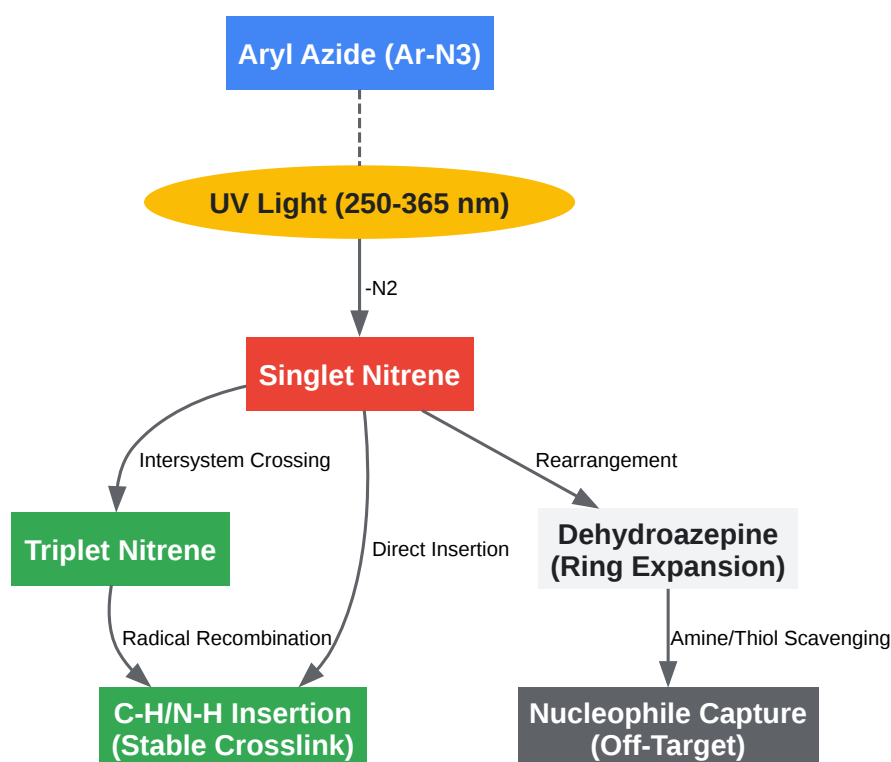 Aryl Azide (Ar-N3)
UV Light (250-365 nm)
-N2
Singlet Nitrene
Intersystem Crossing
Rearrangement
Triplet Nitrene
Direct Insertion
Dehydroazepine
(Ring Expansion)
Radical Recombination
Amine/Thiol Scavenging
C-H/N-H Insertion
(Stable Crosslink)
Nucleophile Capture
(Off-Target)